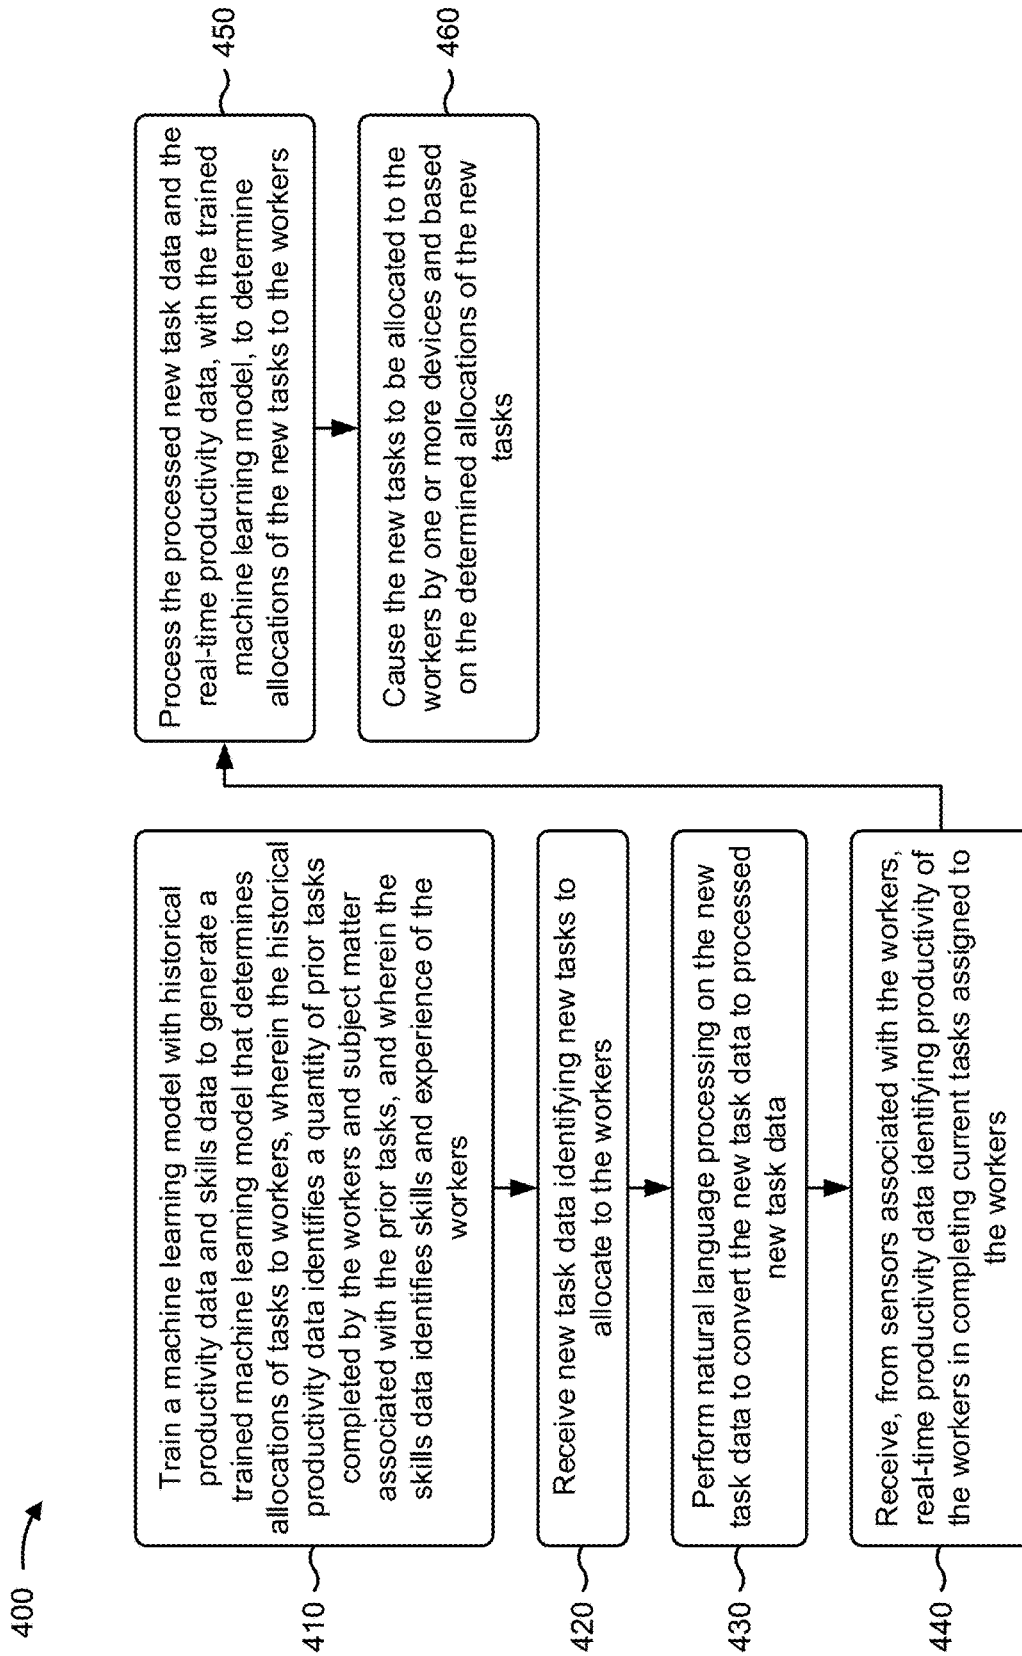 400
410
Train a machine learning model with historical
productivity data and skills data to generate a
trained machine learning model that determines
allocations of tasks to workers, wherein the historical
productivity data identifies a quantity of prior tasks
completed by the workers and subject matter
associated with the prior tasks, and wherein the
skills data identifies skills and experience of the
workers
420
Receive new task data identifying new tasks to
allocate to the workers
430
Perform natural language processing on the new
task data to convert the new task data to processed
new task data
440
Receive, from sensors associated with the workers,
real-time productivity data identifying productivity of
the workers in completing current tasks assigned to
the workers
450
Process the processed new task data and the
real-time productivity data, with the trained
machine learning model, to determine
allocations of the new tasks to the workers
460
Cause the new tasks to be allocated to the
workers by one or more devices and based
on the determined allocations of the new
tasks